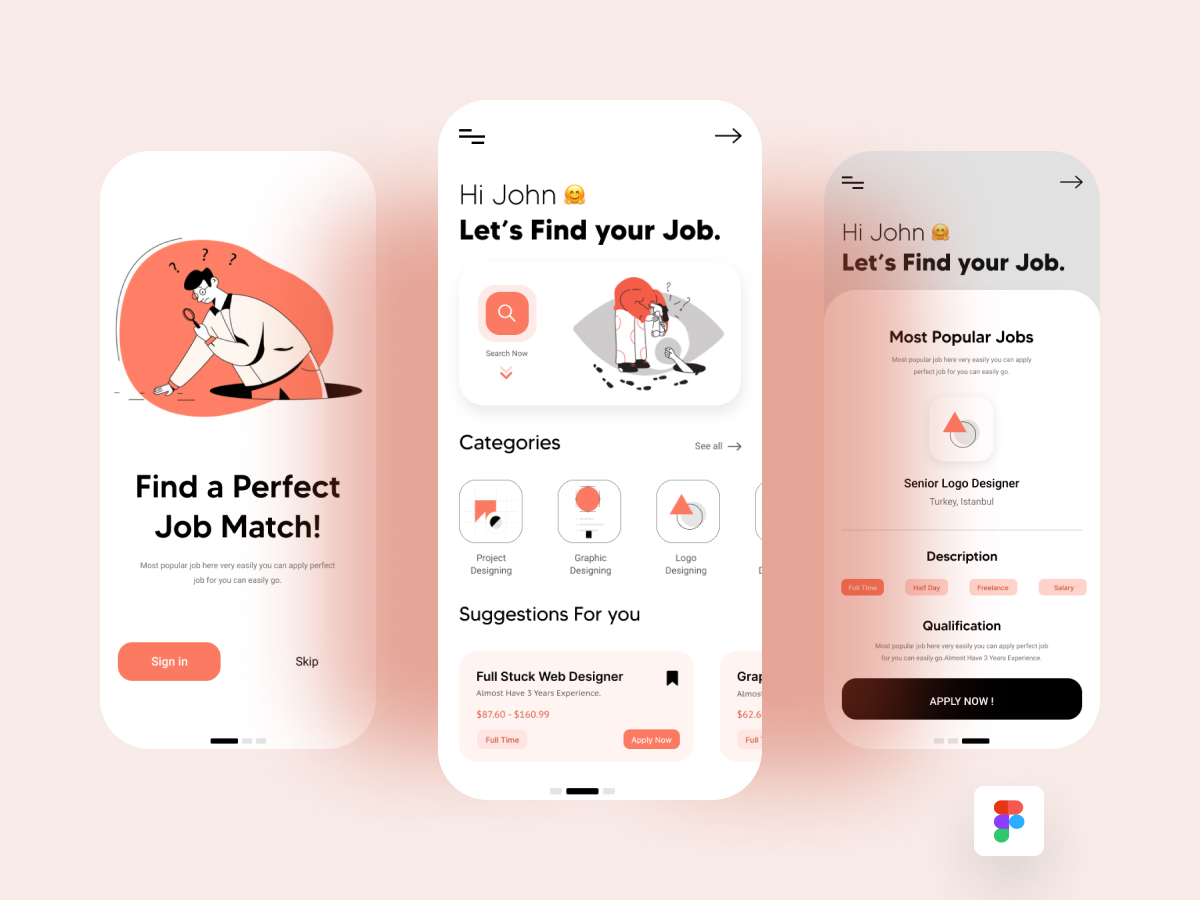 Find a Perfect
Job Match!
Most popular job here very easily you can apply perfect
job for you can easily go.
Sign in
Skip
Hi John 🤗
Let's Find your Job.
Search Now
Categories
See all
Project
Designing
Graphic
Designing
Logo
Designing
D
Suggestions For you
Full Stuck Web Designer
Almost Have 3 Years Experience.
$87.60 - $160.99
Full Time
Apply Now
Grap
Almos
$62.6
Full T
Hi John 🤗
Let's Find your Job.
Most Popular Jobs
Most popular job here very easily you can apply
perfect job for you can easily go.
Senior Logo Designer
Turkey, Istanbul
Description
Full Time
Half Day
Freelance
Salary
Qualification
Most popular job here very easily you can apply perfect job
for you can easily go.Almost Have 3 Years Experience.
APPLY NOW !